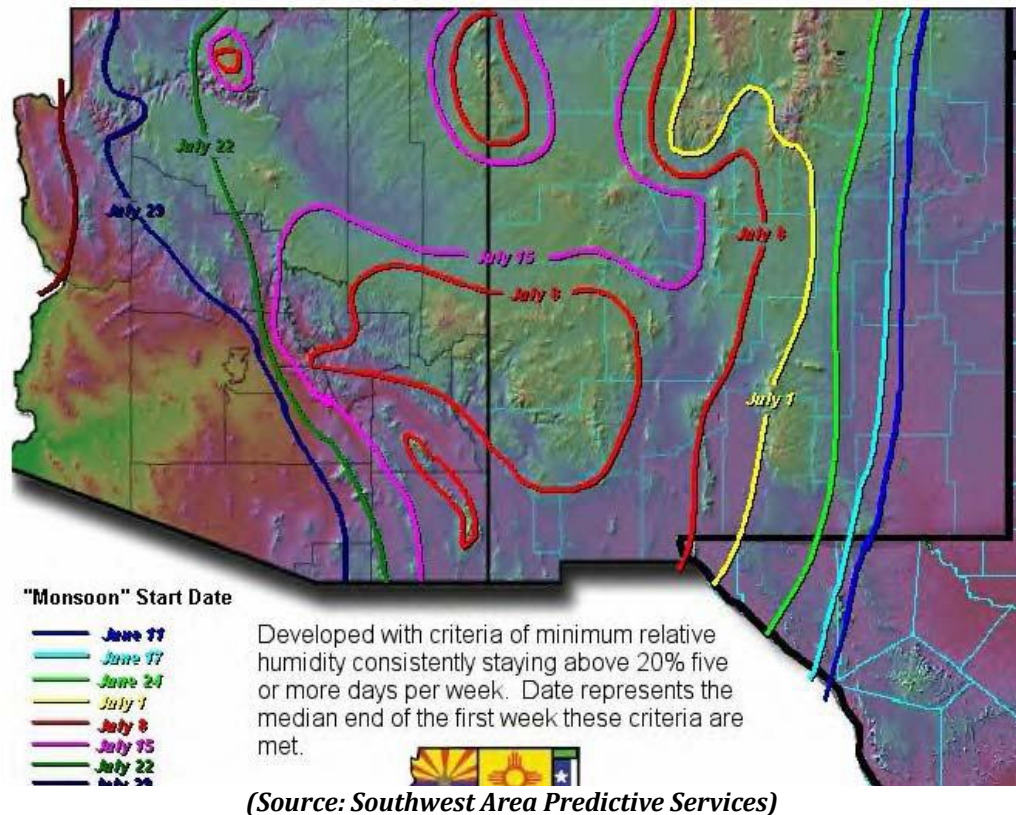 July 22
July 29
July 15
July 8
July 8
July 1
"Monsoon" Start Date
June 11
June 17
June 24
July 1
July 8
July 15
July 22
July 29
Developed with criteria of minimum relative
humidity consistently staying above 20% five
or more days per week. Date represents the
median end of the first week these criteria are
met.
(Source: Southwest Area Predictive Services)